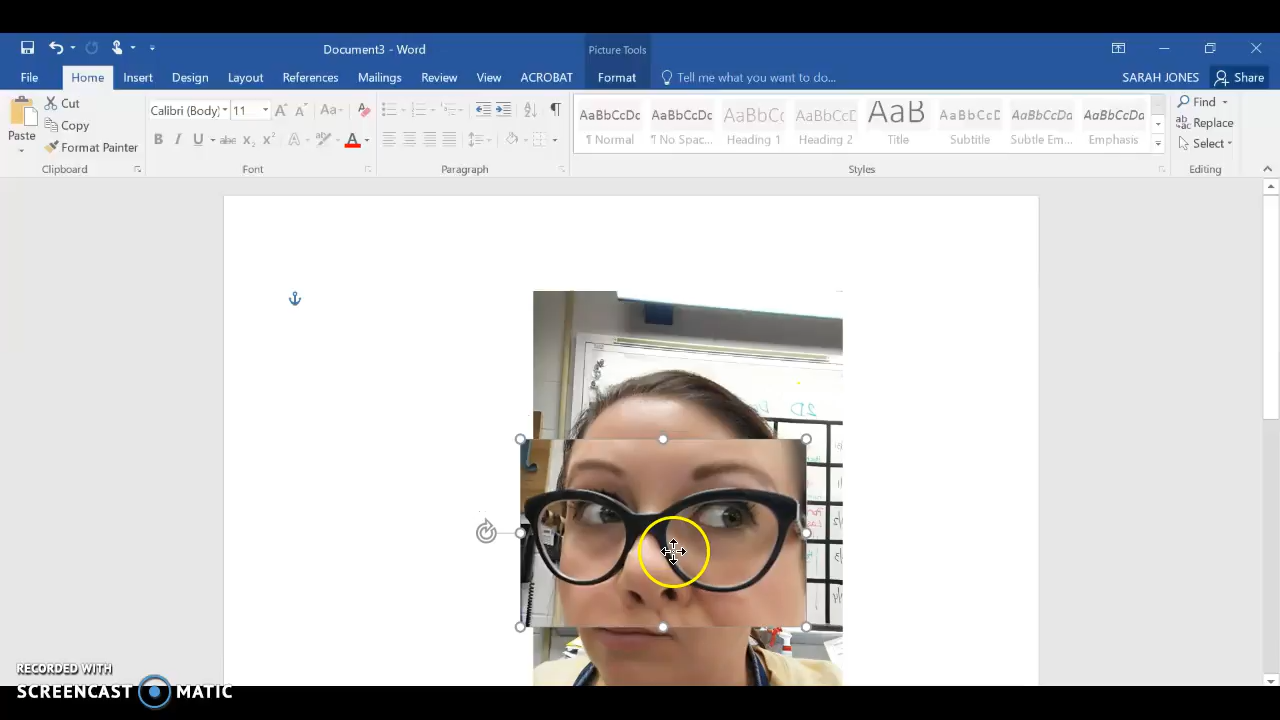 Document3 - Word
Picture Tools
File
Home
Insert
Design
Layout
References
Mailings
Review
View
ACROBAT
Format
Tell me what you want to do...
SARAH JONES
Share
Paste
Cut
Copy
Format Painter
Clipboard
Calibri (Body)
11
Font
Paragraph
AaBbCcDc
¶ Normal
AaBbCcDc
¶ No Spac...
AaBbCc
Heading 1
AaBbCcD
Heading 2
AaB
Title
AaBbCcD
Subtitle
AaBbCcDa
Subtle Em...
AaBbCcDa
Emphasis
Styles
Find
Replace
Select
Editing
2D
RECORDED WITH
SCREENCAST MATIC